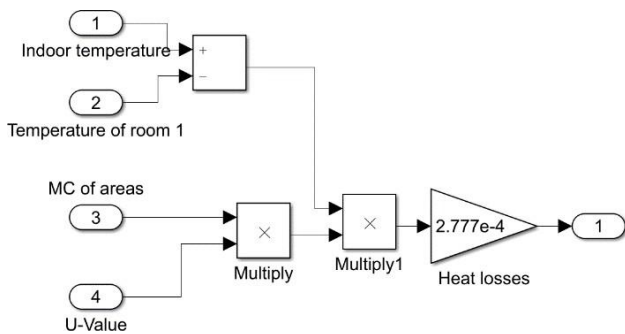 1
Indoor temperature
+
−
2
Temperature of room 1
MC of areas
3
×
Multiply
×
Multiply1
2.777e-4
Heat losses
1
4
U-Value